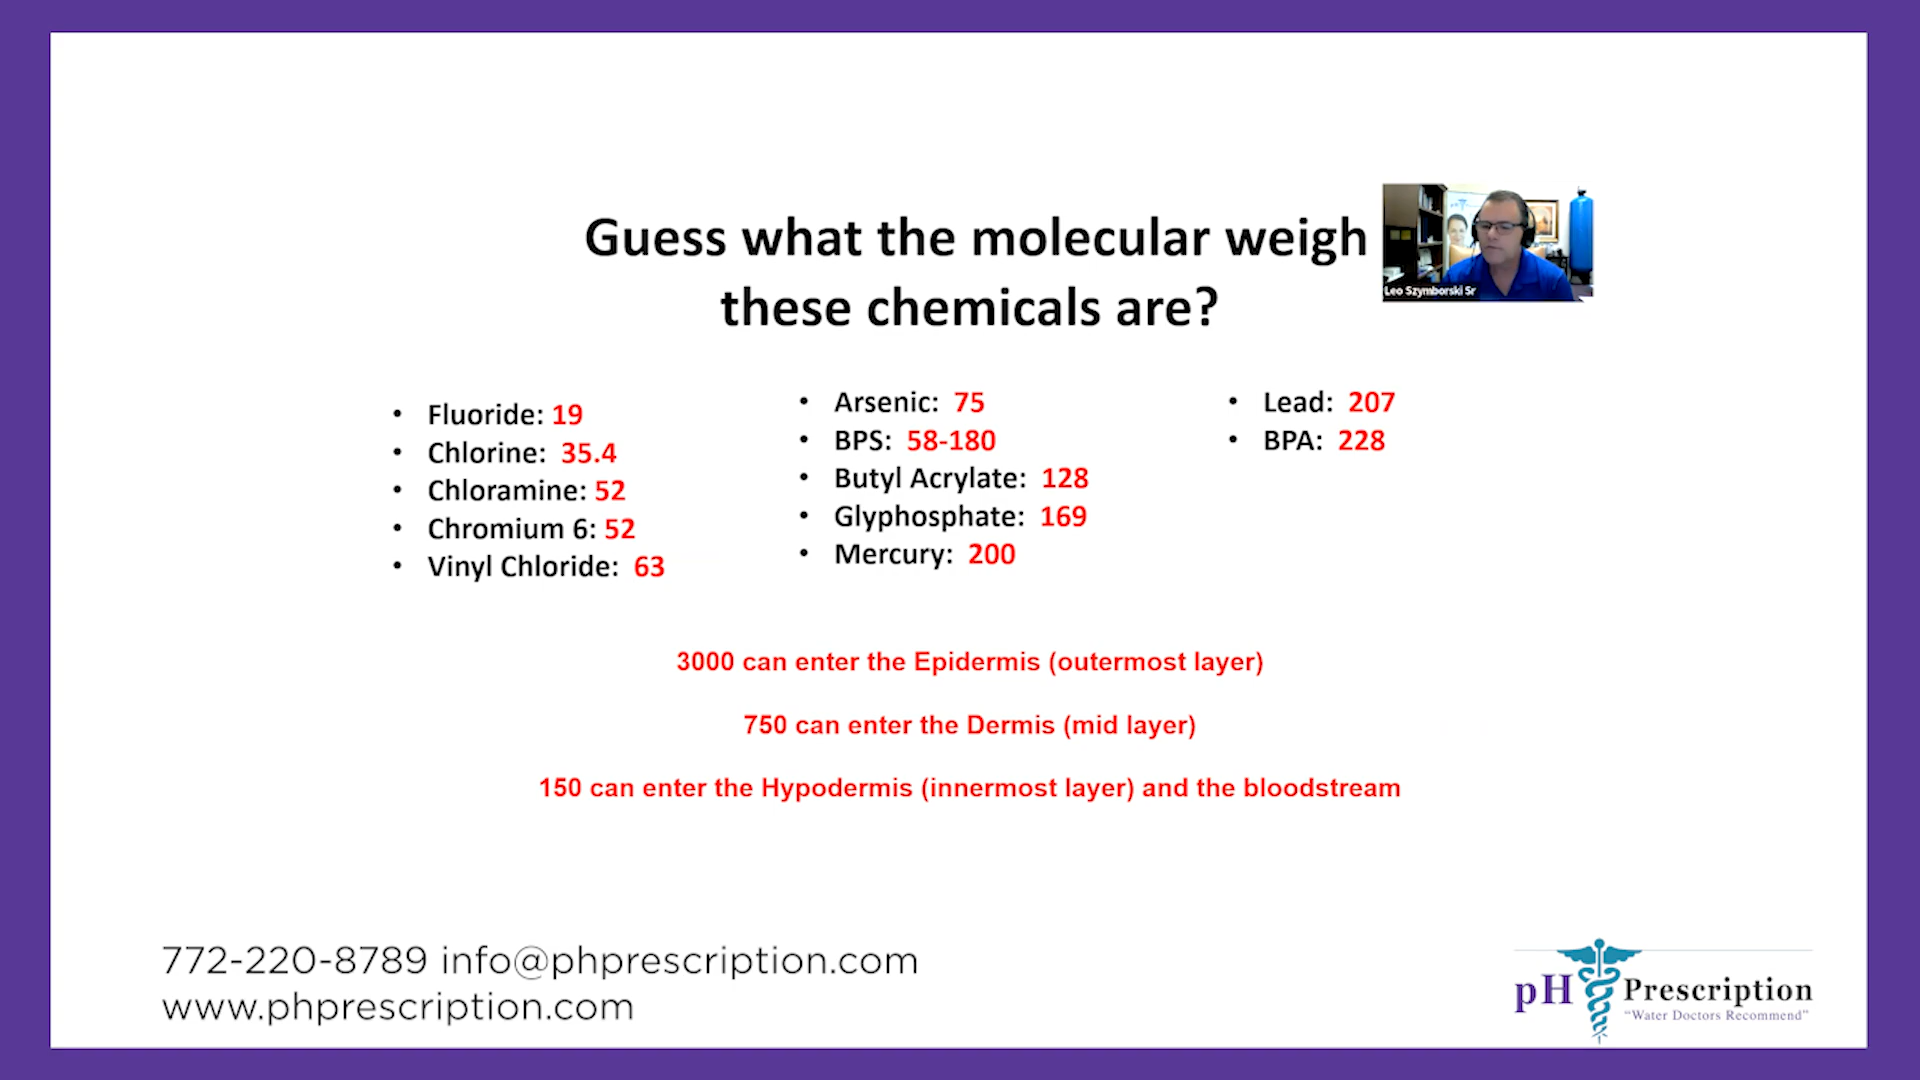 Guess what the molecular weigh
these chemicals are?
Leo Szymborski Sr
• Fluoride: 19
• Chlorine: 35.4
• Chloramine: 52
• Chromium 6: 52
• Vinyl Chloride: 63
• Arsenic: 75
• BPS: 58-180
• Butyl Acrylate: 128
• Glyphosphate: 169
• Mercury: 200
• Lead: 207
• BPA: 228
3000 can enter the Epidermis (outermost layer)
750 can enter the Dermis (mid layer)
150 can enter the Hypodermis (innermost layer) and the bloodstream
772-220-8789 info@phprescription.com
www.phprescription.com
pH Prescription
"Water Doctors Recommend"